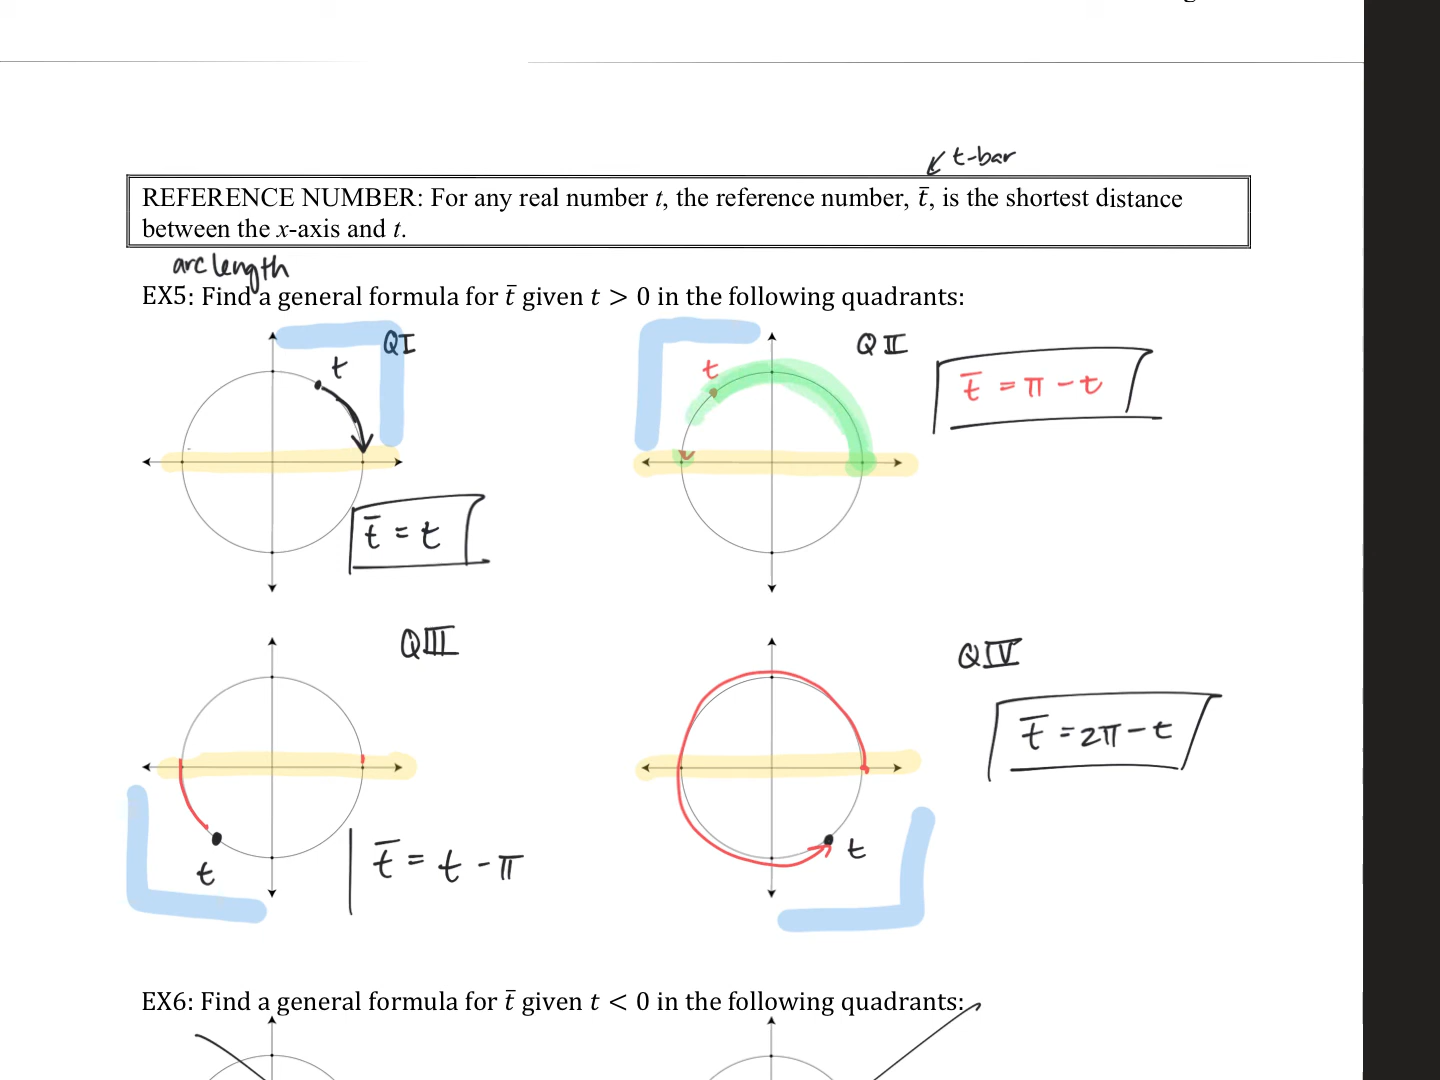 t-bar
REFERENCE NUMBER: For any real number t, the reference number, t̄, is the shortest distance
between the x-axis and t.
arc length
EX5: Find a general formula for t̄ given t > 0 in the following quadrants:
QI
t
t̄ = t
QII
t
t̄ = π - t
QIII
t
t̄ = t - π
QIV
t
t̄ = 2π - t
EX6: Find a general formula for t̄ given t < 0 in the following quadrants: